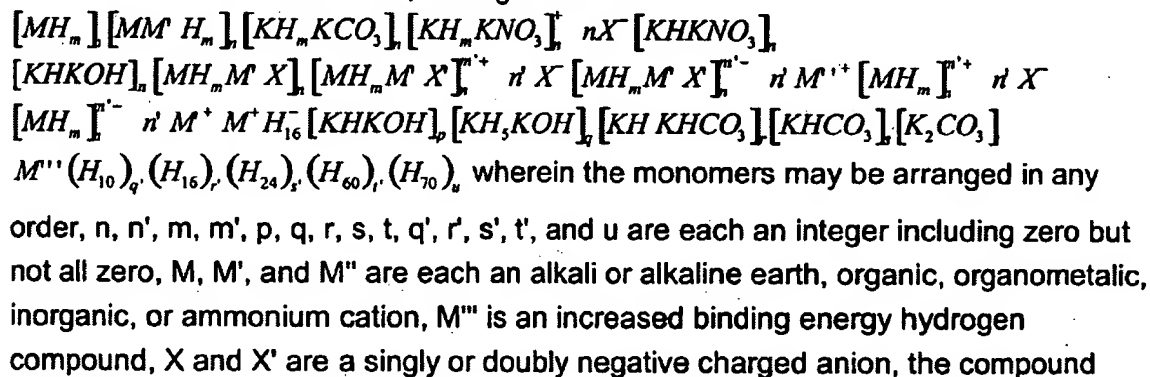 [MH_m]_n [MM' H_m]_n [KH_mKCO_3]_n [KH_mKNO_3]_n^+ nX^- [KHKNO_3]_n
[KHKOH]_n [MH_mM' X]_n [MH_mM' X']_n^{n'+} n'X^- [MH_mM' X']_n^{n'-} n'M''^+ [MH_m]_n^{n'+} n'X^-
[MH_m]_n^{n'-} n'M^+ M^+H_{16}^- [KHKOH]_p [KH_5KOH]_q [KH KHCO_3]_r [KHCO_3]_s [K_2CO_3]
M'''(H_{10})_{q'} (H_{16})_{r'} (H_{24})_{s'} (H_{60})_{t'} (H_{70})_u wherein the monomers may be arranged in any
order, n, n', m, m', p, q, r, s, t, q', r', s', t', and u are each an integer including zero but
not all zero, M, M', and M" are each an alkali or alkaline earth, organic, organometalic,
inorganic, or ammonium cation, M''' is an increased binding energy hydrogen
compound, X and X' are a singly or doubly negative charged anion, the compound